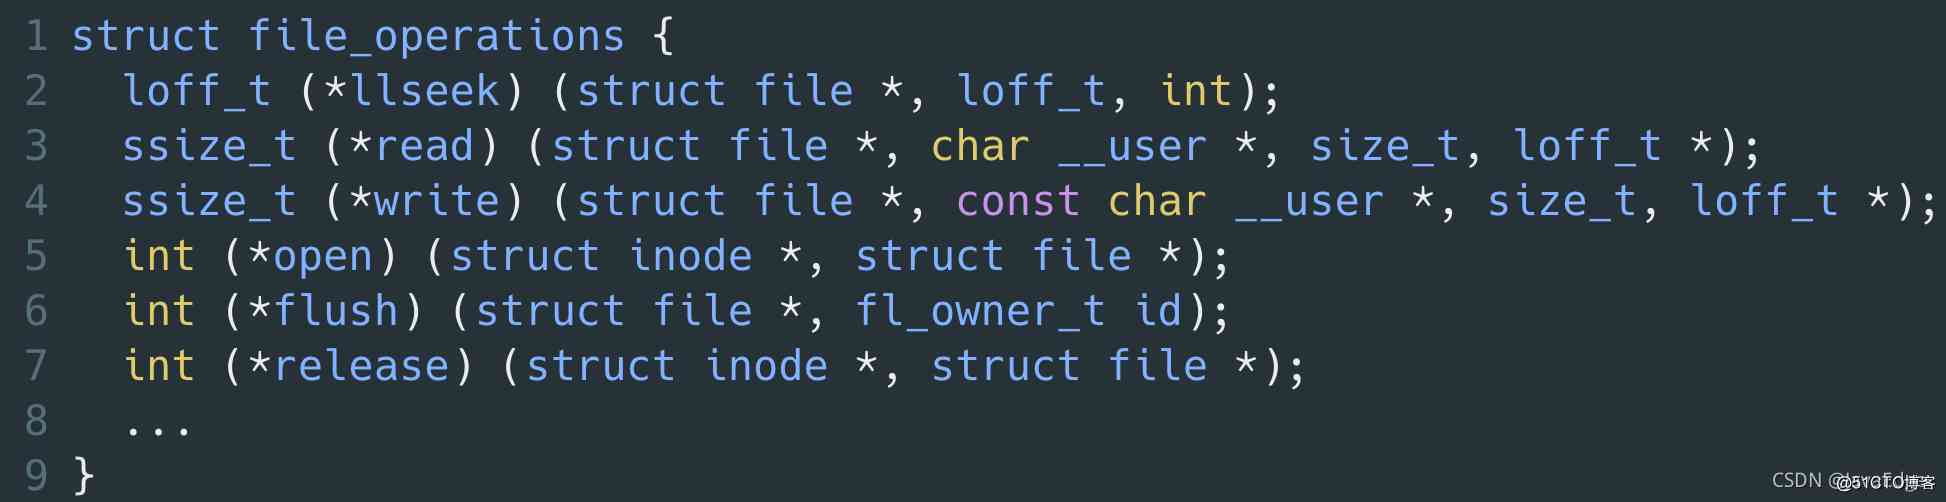 1 struct file_operations {
2   loff_t (*llseek) (struct file *, loff_t, int);
3   ssize_t (*read) (struct file *, char __user *, size_t, loff_t *);
4   ssize_t (*write) (struct file *, const char __user *, size_t, loff_t *);
5   int (*open) (struct inode *, struct file *);
6   int (*flush) (struct file *, fl_owner_t id);
7   int (*release) (struct inode *, struct file *);
8   ...
9 }
CSDN @JavaEdge
@51CTO博客